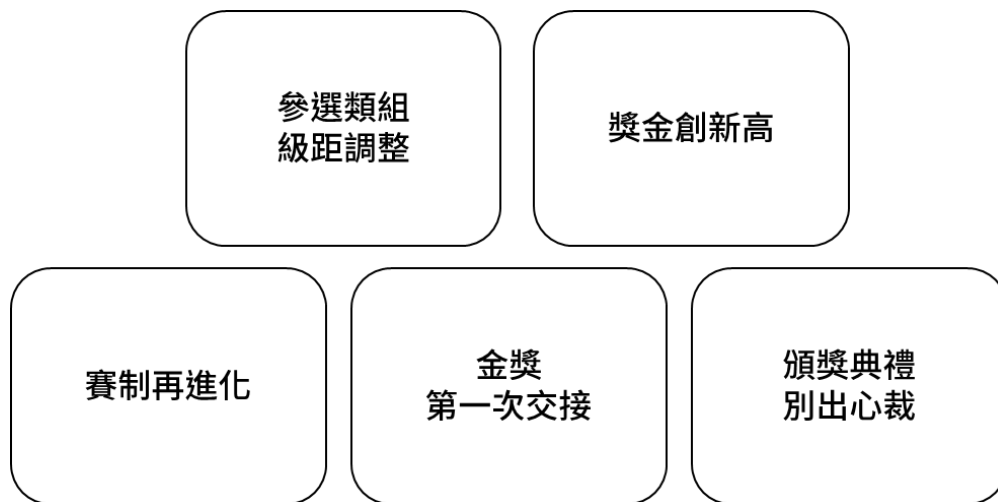 參選類組
級距調整
獎金創新高
賽制再進化
金獎
第一次交接
頒獎典禮
別出心裁